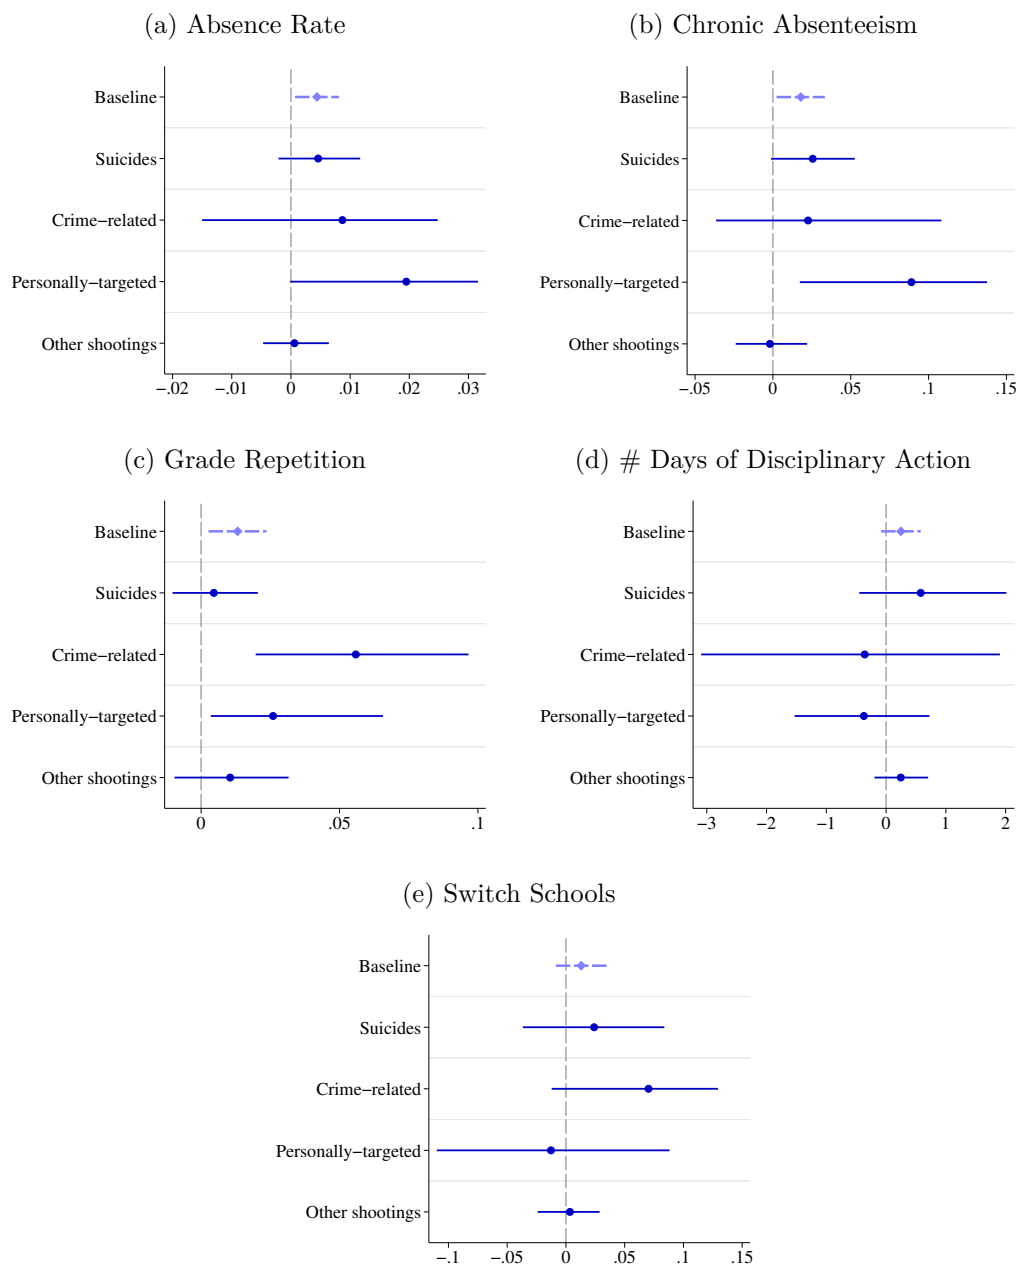 (a) Absence Rate
Baseline
Suicides
Crime−related
Personally−targeted
Other shootings
−.02 −.01 0 .01 .02 .03
(b) Chronic Absenteeism
Baseline
Suicides
Crime−related
Personally−targeted
Other shootings
−.05 0 .05 .1 .15
(c) Grade Repetition
Baseline
Suicides
Crime−related
Personally−targeted
Other shootings
0 .05 .1
(d) # Days of Disciplinary Action
Baseline
Suicides
Crime−related
Personally−targeted
Other shootings
−3 −2 −1 0 1 2
(e) Switch Schools
Baseline
Suicides
Crime−related
Personally−targeted
Other shootings
−.1 −.05 0 .05 .1 .15